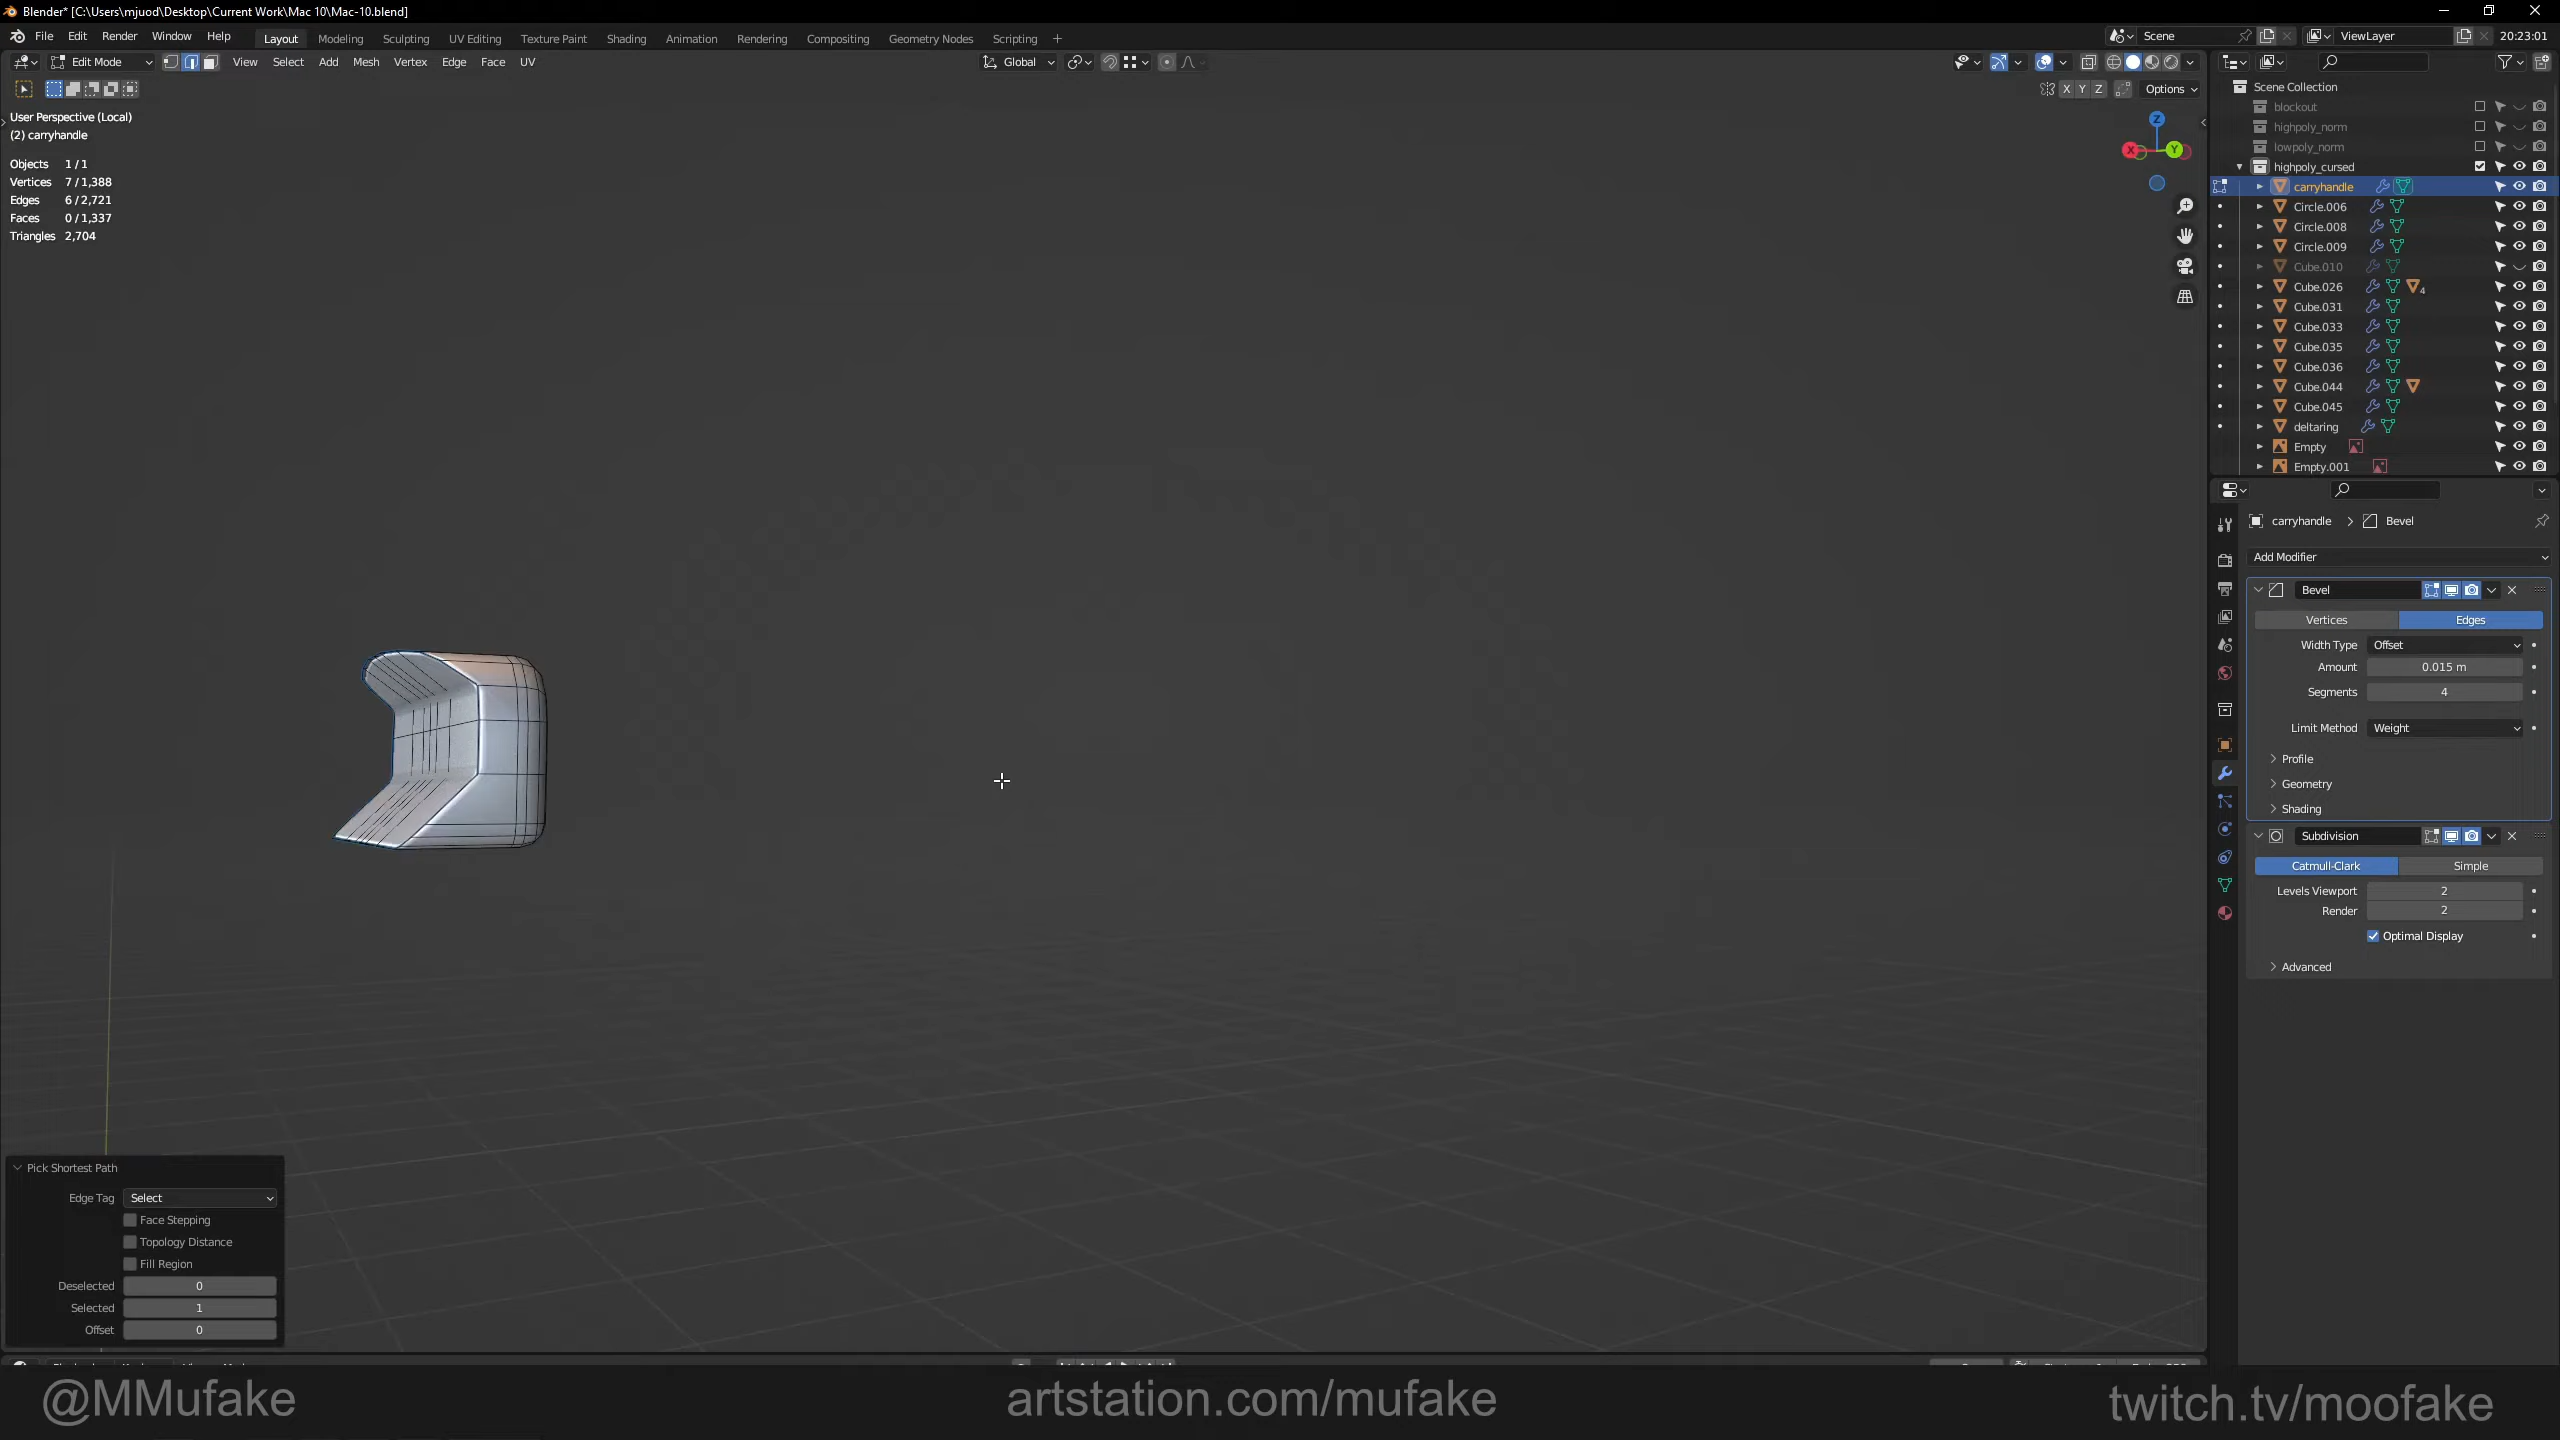 Blender* [C:\Users\mjuod\Desktop\Current Work\Mac 10\Mac-10.blend]
File Edit Render Window Help
Layout Modeling Sculpting UV Editing Texture Paint Shading Animation Rendering Compositing Geometry Nodes Scripting +
Scene
ViewLayer
20:23:01
Edit Mode
View Select Add Mesh Vertex Edge Face UV
Global
X Y Z
Options
User Perspective (Local)
(2) carryhandle
Objects 1 / 1
Vertices 7 / 1,388
Edges 6 / 2,721
Faces 0 / 1,337
Triangles 2,704
Z
X
Y
Scene Collection
blockout
highpoly_norm
lowpoly_norm
highpoly_cursed
carryhandle
Circle.006
Circle.008
Circle.009
Cube.010
Cube.026
4
Cube.031
Cube.033
Cube.035
Cube.036
Cube.044
Cube.045
deltaring
Empty
Empty.001
carryhandle > Bevel
Add Modifier
Bevel
Vertices Edges
Width Type Offset
Amount 0.015 m
Segments 4
Limit Method Weight
Profile
Geometry
Shading
Subdivision
Catmull-Clark Simple
Levels Viewport 2
Render 2
Optimal Display
Advanced
Pick Shortest Path
Edge Tag Select
Face Stepping
Topology Distance
Fill Region
Deselected 0
Selected 1
Offset 0
@MMufake
artstation.com/mufake
twitch.tv/moofake